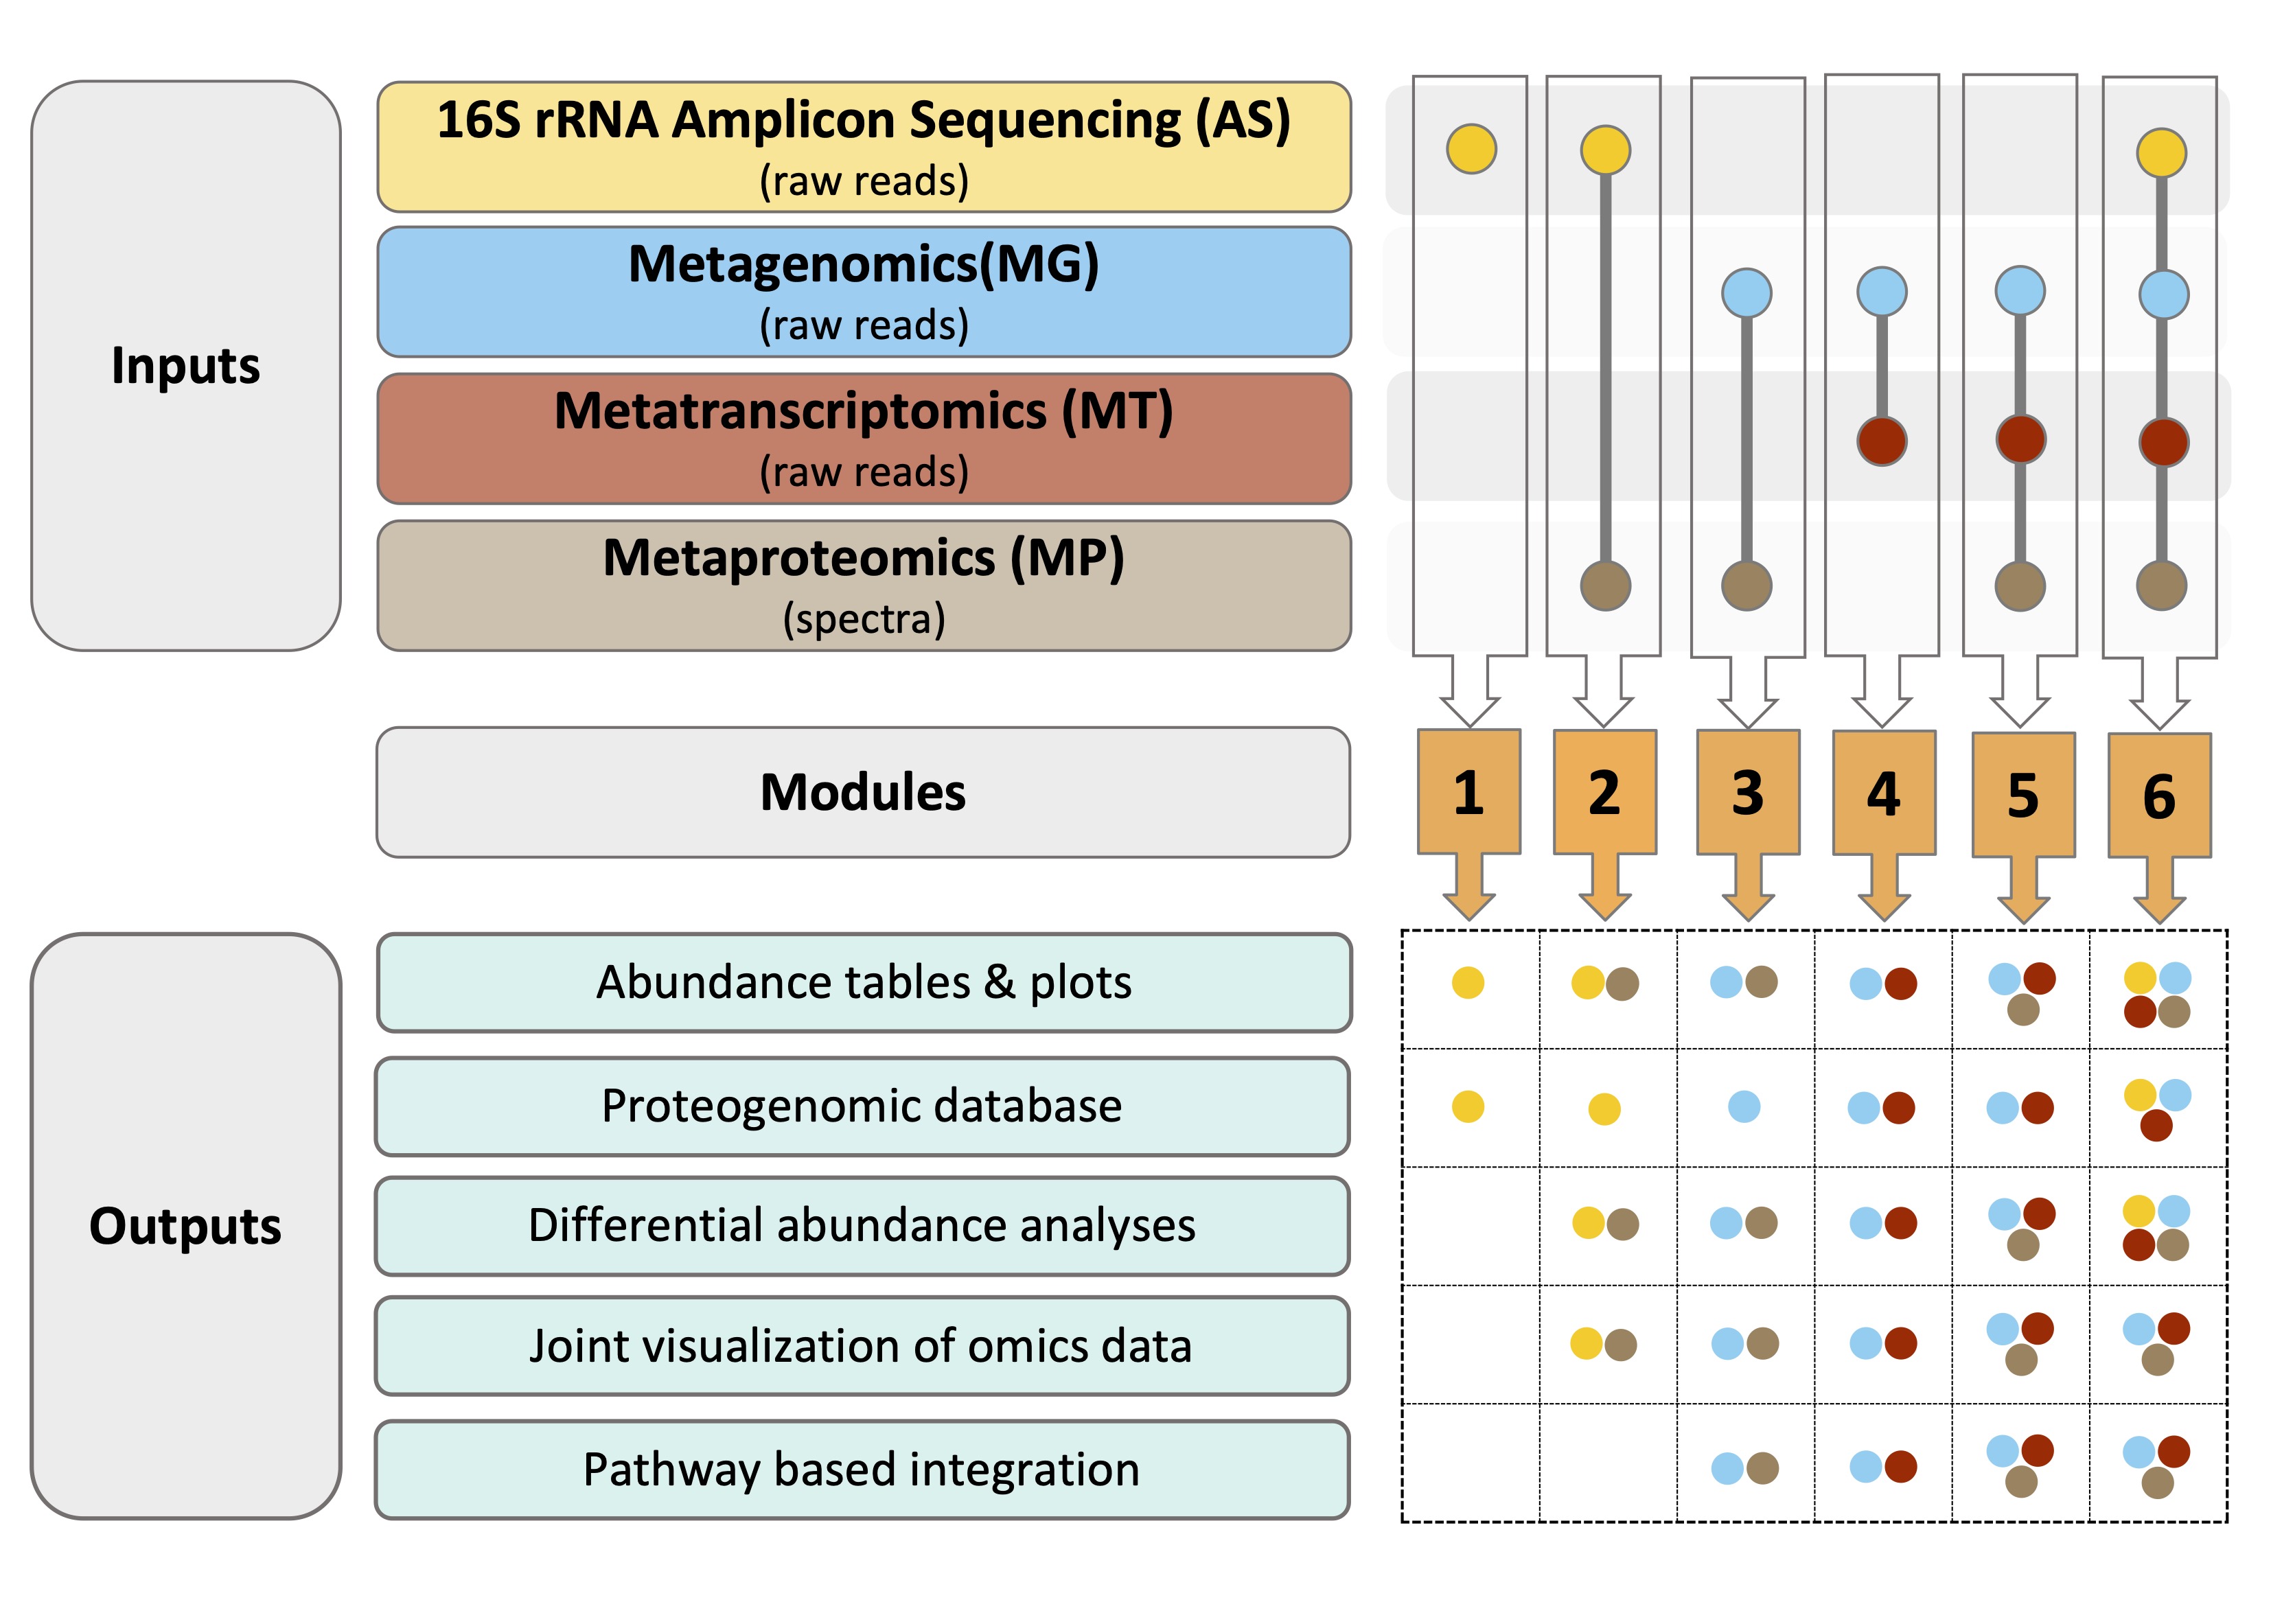 Inputs
16S rRNA Amplicon Sequencing (AS)
(raw reads)
Metagenomics(MG)
(raw reads)
Metatranscriptomics (MT)
(raw reads)
Metaproteomics (MP)
(spectra)
Modules
1 2 3 4 5 6
Outputs
Abundance tables & plots
Proteogenomic database
Differential abundance analyses
Joint visualization of omics data
Pathway based integration